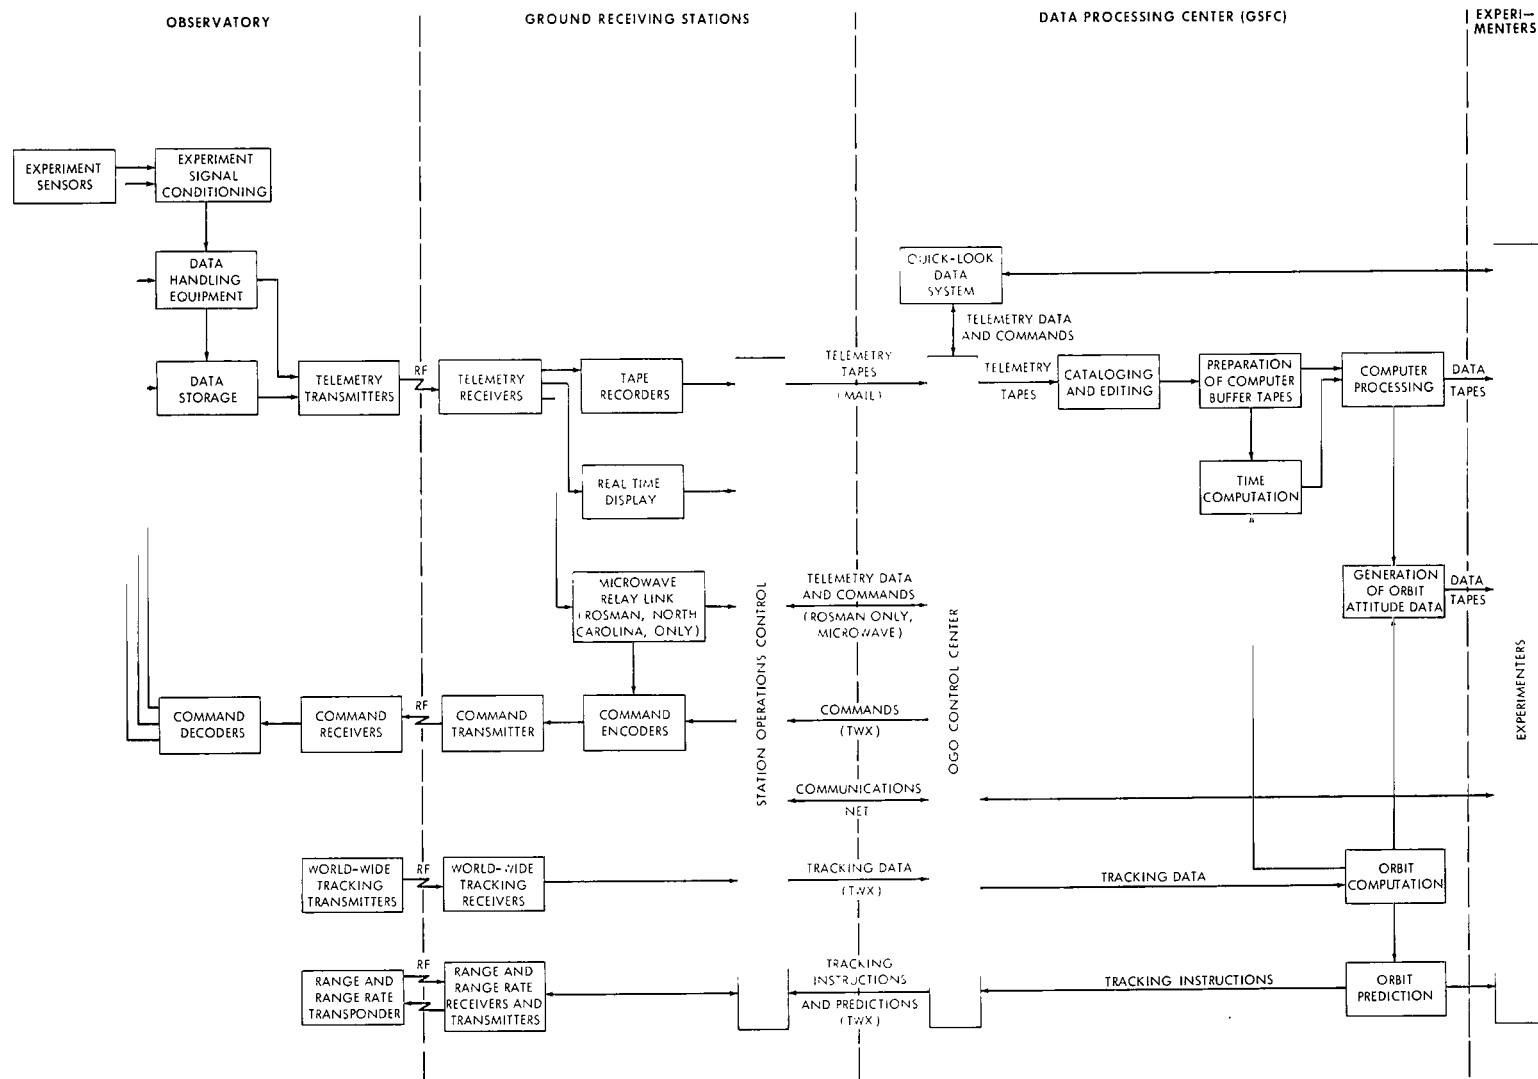 OBSERVATORY
GROUND RECEIVING STATIONS
DATA PROCESSING CENTER (GSFC)
EXPERI-
MENTERS
EXPERIMENT
SENSORS
EXPERIMENT
SIGNAL
CONDITIONING
DATA
HANDLING
EQUIPMENT
QUICK-LOOK
DATA
SYSTEM
TELEMETRY DATA
AND COMMANDS
DATA
STORAGE
TELEMETRY
TRANSMITTERS
RF
TELEMETRY
RECEIVERS
TAPE
RECORDERS
TELEMETRY
TAPES
(MAIL)
TELEMETRY
TAPES
CATALOGING
AND EDITING
PREPARATION
OF COMPUTER
BUFFER TAPES
COMPUTER
PROCESSING
DATA
TAPES
REAL TIME
DISPLAY
TIME
COMPUTATION
MICROWAVE
RELAY LINK
(ROSMAN, NORTH
CAROLINA, ONLY)
TELEMETRY DATA
AND COMMANDS
(ROSMAN ONLY,
MICROWAVE)
GENERATION
OF ORBIT
ATTITUDE DATA
DATA
TAPES
STATION OPERATIONS CONTROL
OGO CONTROL CENTER
EXPERIMENTERS
COMMAND
DECODERS
COMMAND
RECEIVERS
RF
COMMAND
TRANSMITTER
COMMAND
ENCODERS
COMMANDS
(TWX)
COMMUNICATIONS
NET
WORLD-WIDE
TRACKING
TRANSMITTERS
RF
WORLD-WIDE
TRACKING
RECEIVERS
TRACKING DATA
(TWX)
TRACKING DATA
ORBIT
COMPUTATION
RANGE AND
RANGE RATE
TRANSPONDER
RF
RANGE AND
RANGE RATE
RECEIVERS AND
TRANSMITTERS
TRACKING
INSTRUCTIONS
AND PREDICTIONS
(TWX)
TRACKING INSTRUCTIONS
ORBIT
PREDICTION